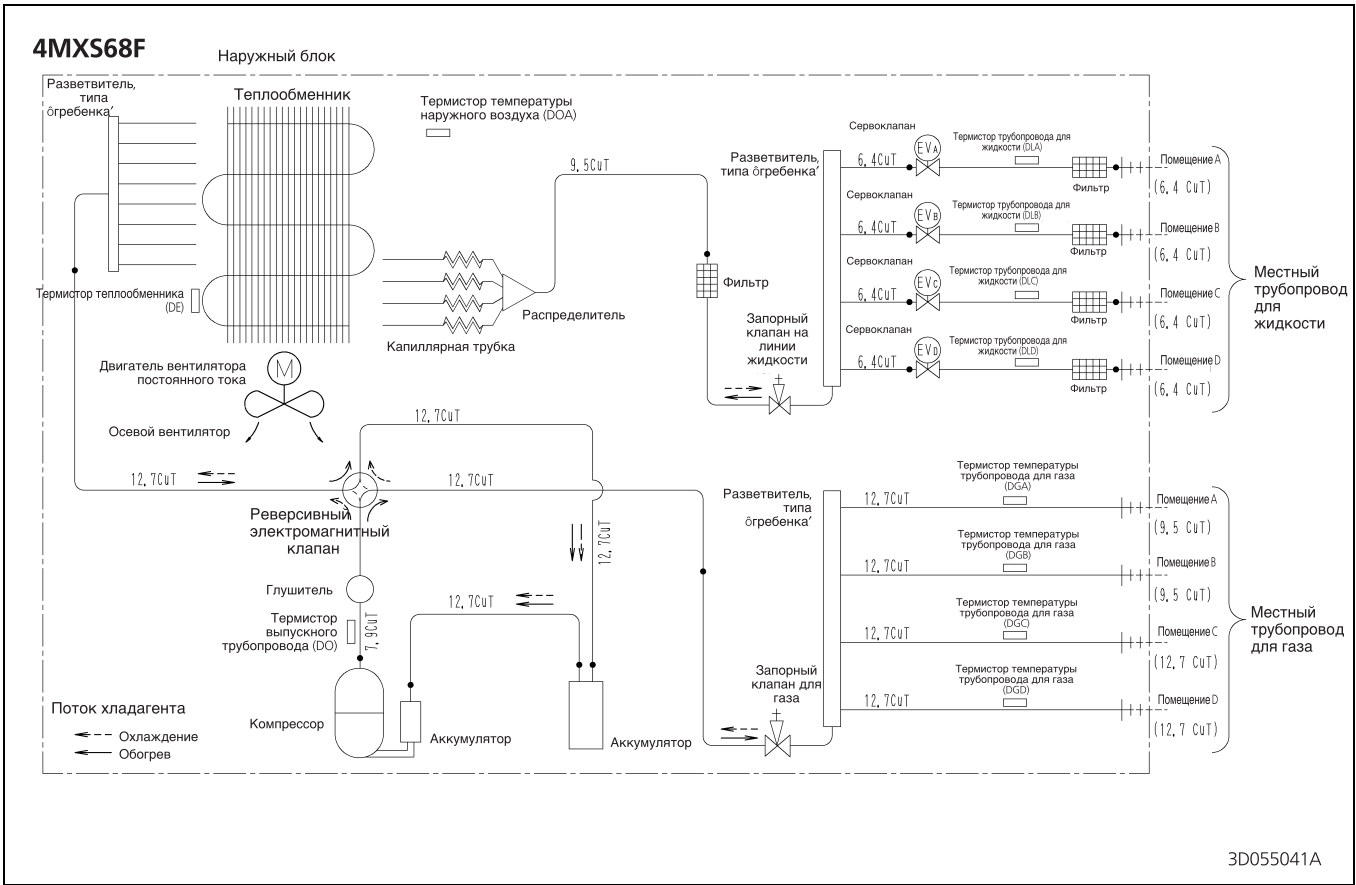 4MXS68F
Наружный блок
Разветвитель,
типа
ôгребенка′
Теплообменник
Термистор температуры
наружного воздуха (DOA)
9,5CuT
Разветвитель,
типа ôгребенка′
Сервоклапан
EVA
6,4CuT
Термистор трубопровода для
жидкости (DLA)
Фильтр
Помещение A
(6,4 CuT)
Сервоклапан
EVB
6,4CuT
Термистор трубопровода для
жидкости (DLB)
Фильтр
Помещение B
(6,4 CuT)
Сервоклапан
EVC
6,4CuT
Термистор трубопровода для
жидкости (DLC)
Фильтр
Помещение C
(6,4 CuT)
Сервоклапан
EVD
6,4CuT
Термистор трубопровода для
жидкости (DLD)
Фильтр
Помещение D
(6,4 CuT)
Местный
трубопровод
для
жидкости
Термистор теплообменника
(DE)
Фильтр
Распределитель
Капиллярная трубка
Запорный
клапан на
линии
жидкости
Двигатель вентилятора
постоянного тока
M
Осевой вентилятор
12,7CuT
12,7CuT
12,7CuT
12,7CuT
Реверсивный
электромагнитный
клапан
Глушитель
Термистор
выпускного
трубопровода (DO)
7,9CuT
12,7CuT
Компрессор
Аккумулятор
Аккумулятор
Разветвитель,
типа
ôгребенка′
Запорный
клапан для
газа
12,7CuT
Термистор температуры
трубопровода для газа
(DGA)
Помещение A
(9,5 CuT)
12,7CuT
Термистор температуры
трубопровода для газа
(DGB)
Помещение B
(9,5 CuT)
12,7CuT
Термистор температуры
трубопровода для газа
(DGC)
Помещение C
(12,7 CuT)
12,7CuT
Термистор температуры
трубопровода для газа
(DGD)
Помещение D
(12,7 CuT)
Местный
трубопровод
для газа
Поток хладагента
Охлаждение
Обогрев
3D055041A